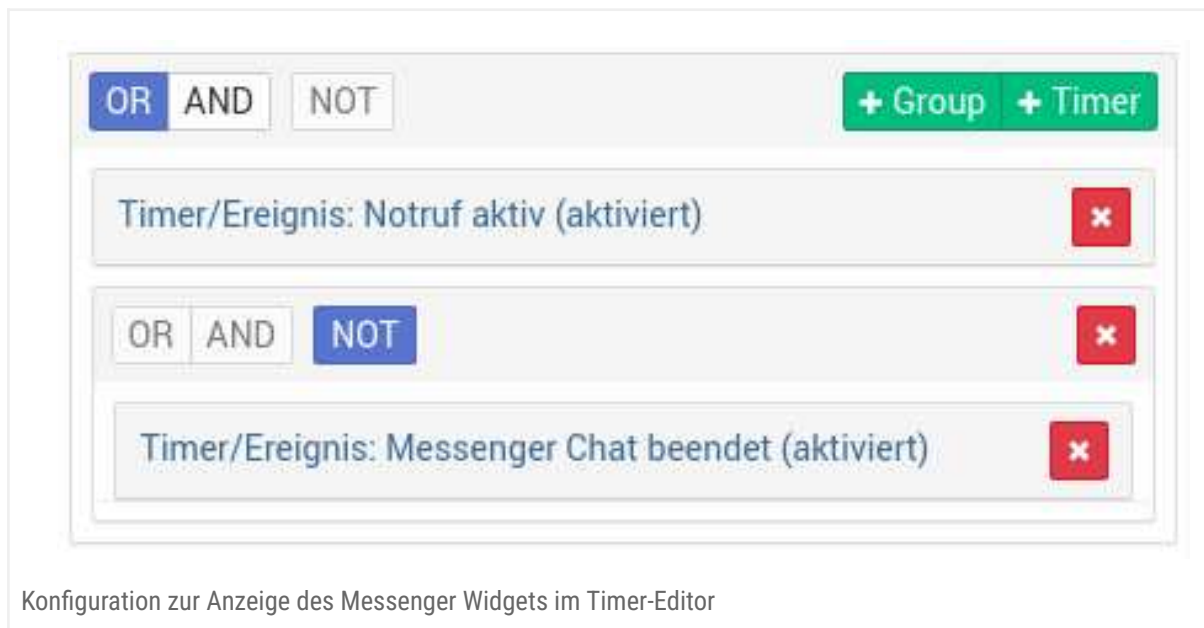 OR AND NOT + Group + Timer
Timer/Ereignis: Notruf aktiv (aktiviert)
OR AND NOT
Timer/Ereignis: Messenger Chat beendet (aktiviert)
Konfiguration zur Anzeige des Messenger Widgets im Timer-Editor